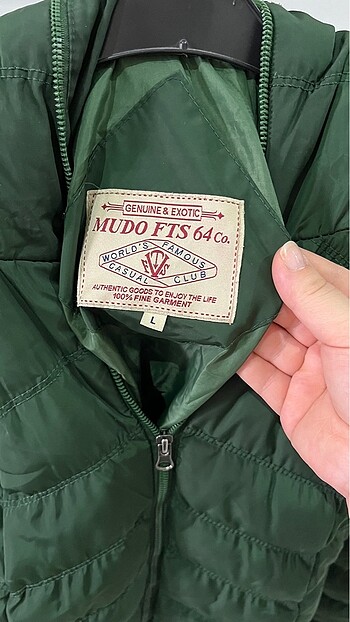 GENUINE & EXOTIC
MUDO FTS 64 Co.
WORLD'S FAMOUS
CASUAL CLUB
AUTHENTIC GOODS TO ENJOY THE LIFE
100% FINE GARMENT
L